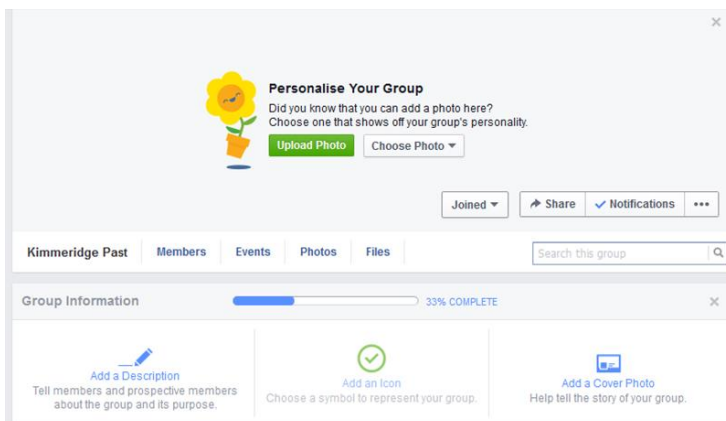 Personalise Your Group
Did you know that you can add a photo here?
Choose one that shows off your group's personality.
Upload Photo Choose Photo
Joined Share Notifications
Kimmeridge Past Members Events Photos Files Search this group
Group Information 33% COMPLETE
Add a Description
Tell members and prospective members
about the group and its purpose.
Add an Icon
Choose a symbol to represent your group.
Add a Cover Photo
Help tell the story of your group.